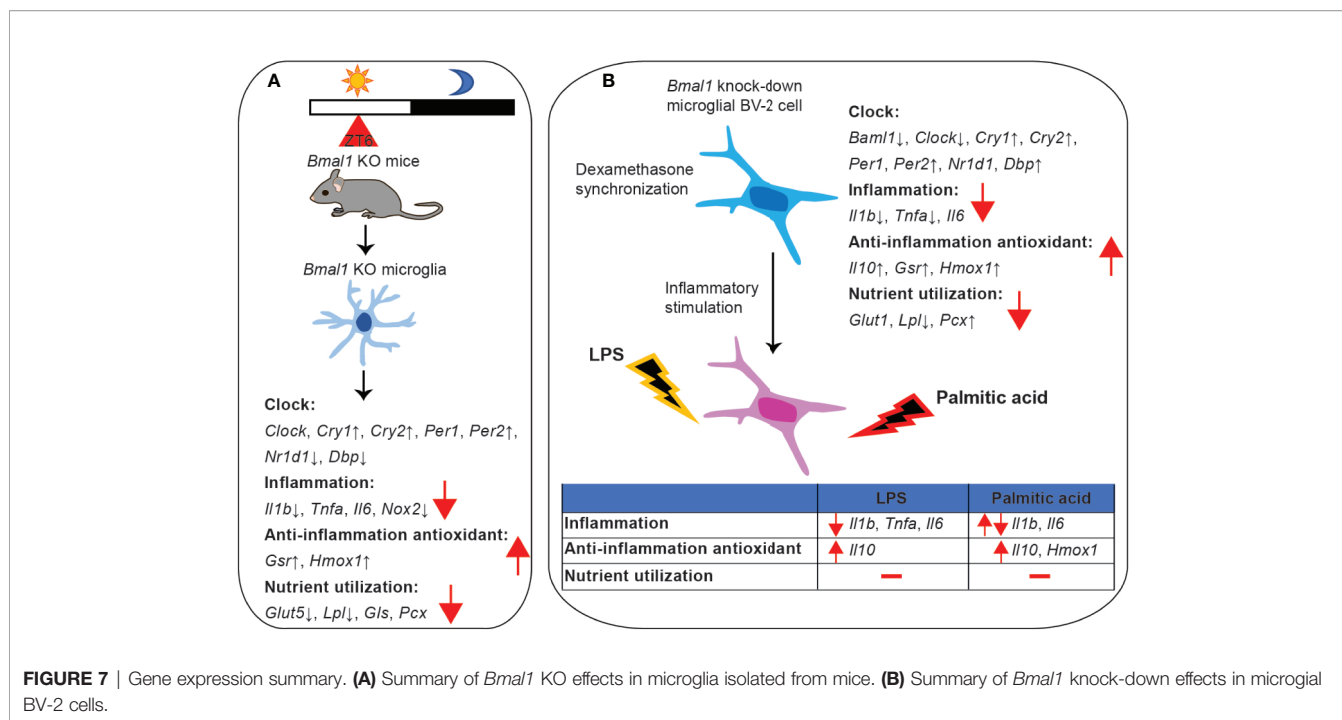 A
ZT6
Bmal1 KO mice
Bmal1 KO microglia
Clock:
Clock, Cry1↑, Cry2↑, Per1, Per2↑,
Nr1d1↓, Dbp↓
Inflammation:
Il1b↓, Tnfa, Il6, Nox2↓
Anti-inflammation antioxidant:
Gsr↑, Hmox1↑
Nutrient utilization:
Glut5↓, Lpl↓, Gls, Pcx
B
Bmal1 knock-down
microglial BV-2 cell
Dexamethasone
synchronization
Clock:
Baml1↓, Clock↓, Cry1↑, Cry2↑,
Per1, Per2↑, Nr1d1, Dbp↑
Inflammation:
Il1b↓, Tnfa↓, Il6
Anti-inflammation antioxidant:
Il10↑, Gsr↑, Hmox1↑
Nutrient utilization:
Glut1, Lpl↓, Pcx↑
Inflammatory
stimulation
LPS
Palmitic acid
LPS Palmitic acid
Inflammation ↓ Il1b, Tnfa, Il6 ↑↓ Il1b, Il6
Anti-inflammation antioxidant ↑ Il10 ↑ Il10, Hmox1
Nutrient utilization – –
FIGURE 7 | Gene expression summary. (A) Summary of Bmal1 KO effects in microglia isolated from mice. (B) Summary of Bmal1 knock-down effects in microgial
BV-2 cells.